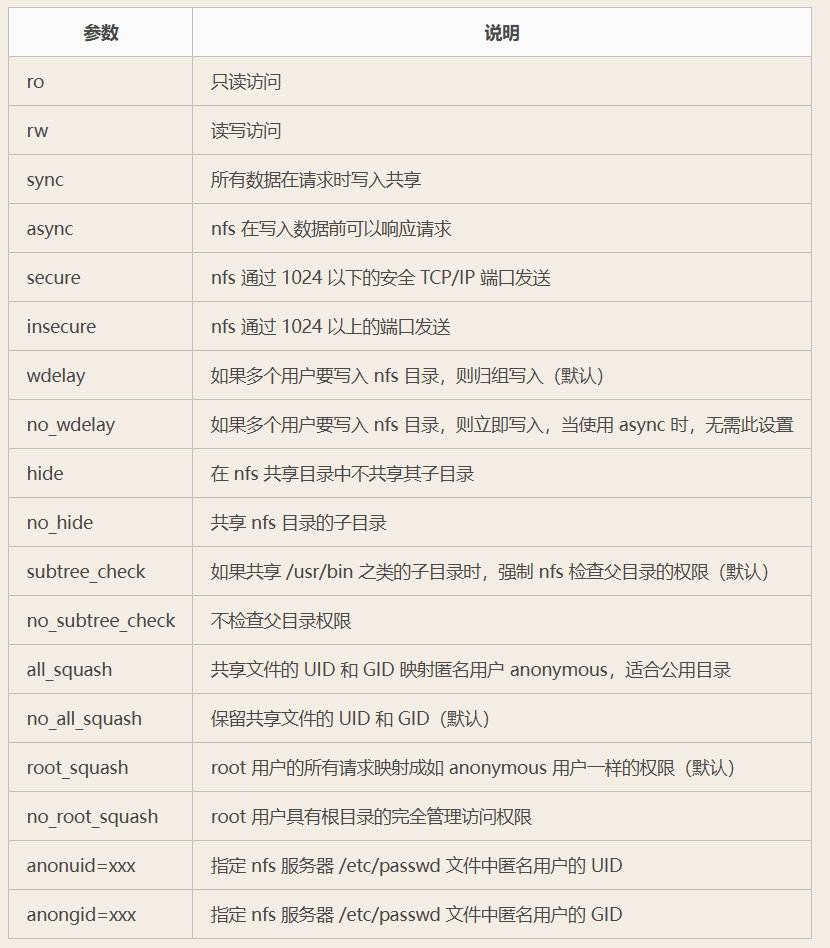 参数 说明
ro 只读访问
rw 读写访问
sync 所有数据在请求时写入共享
async nfs 在写入数据前可以响应请求
secure nfs 通过 1024 以下的安全 TCP/IP 端口发送
insecure nfs 通过 1024 以上的端口发送
wdelay 如果多个用户要写入 nfs 目录，则归组写入（默认）
no_wdelay 如果多个用户要写入 nfs 目录，则立即写入，当使用 async 时，无需此设置
hide 在 nfs 共享目录中不共享其子目录
no_hide 共享 nfs 目录的子目录
subtree_check 如果共享 /usr/bin 之类的子目录时，强制 nfs 检查父目录的权限（默认）
no_subtree_check 不检查父目录权限
all_squash 共享文件的 UID 和 GID 映射匿名用户 anonymous，适合公用目录
no_all_squash 保留共享文件的 UID 和 GID（默认）
root_squash root 用户的所有请求映射成如 anonymous 用户一样的权限（默认）
no_root_squash root 用户具有根目录的完全管理访问权限
anonuid=xxx 指定 nfs 服务器 /etc/passwd 文件中匿名用户的 UID
anongid=xxx 指定 nfs 服务器 /etc/passwd 文件中匿名用户的 GID